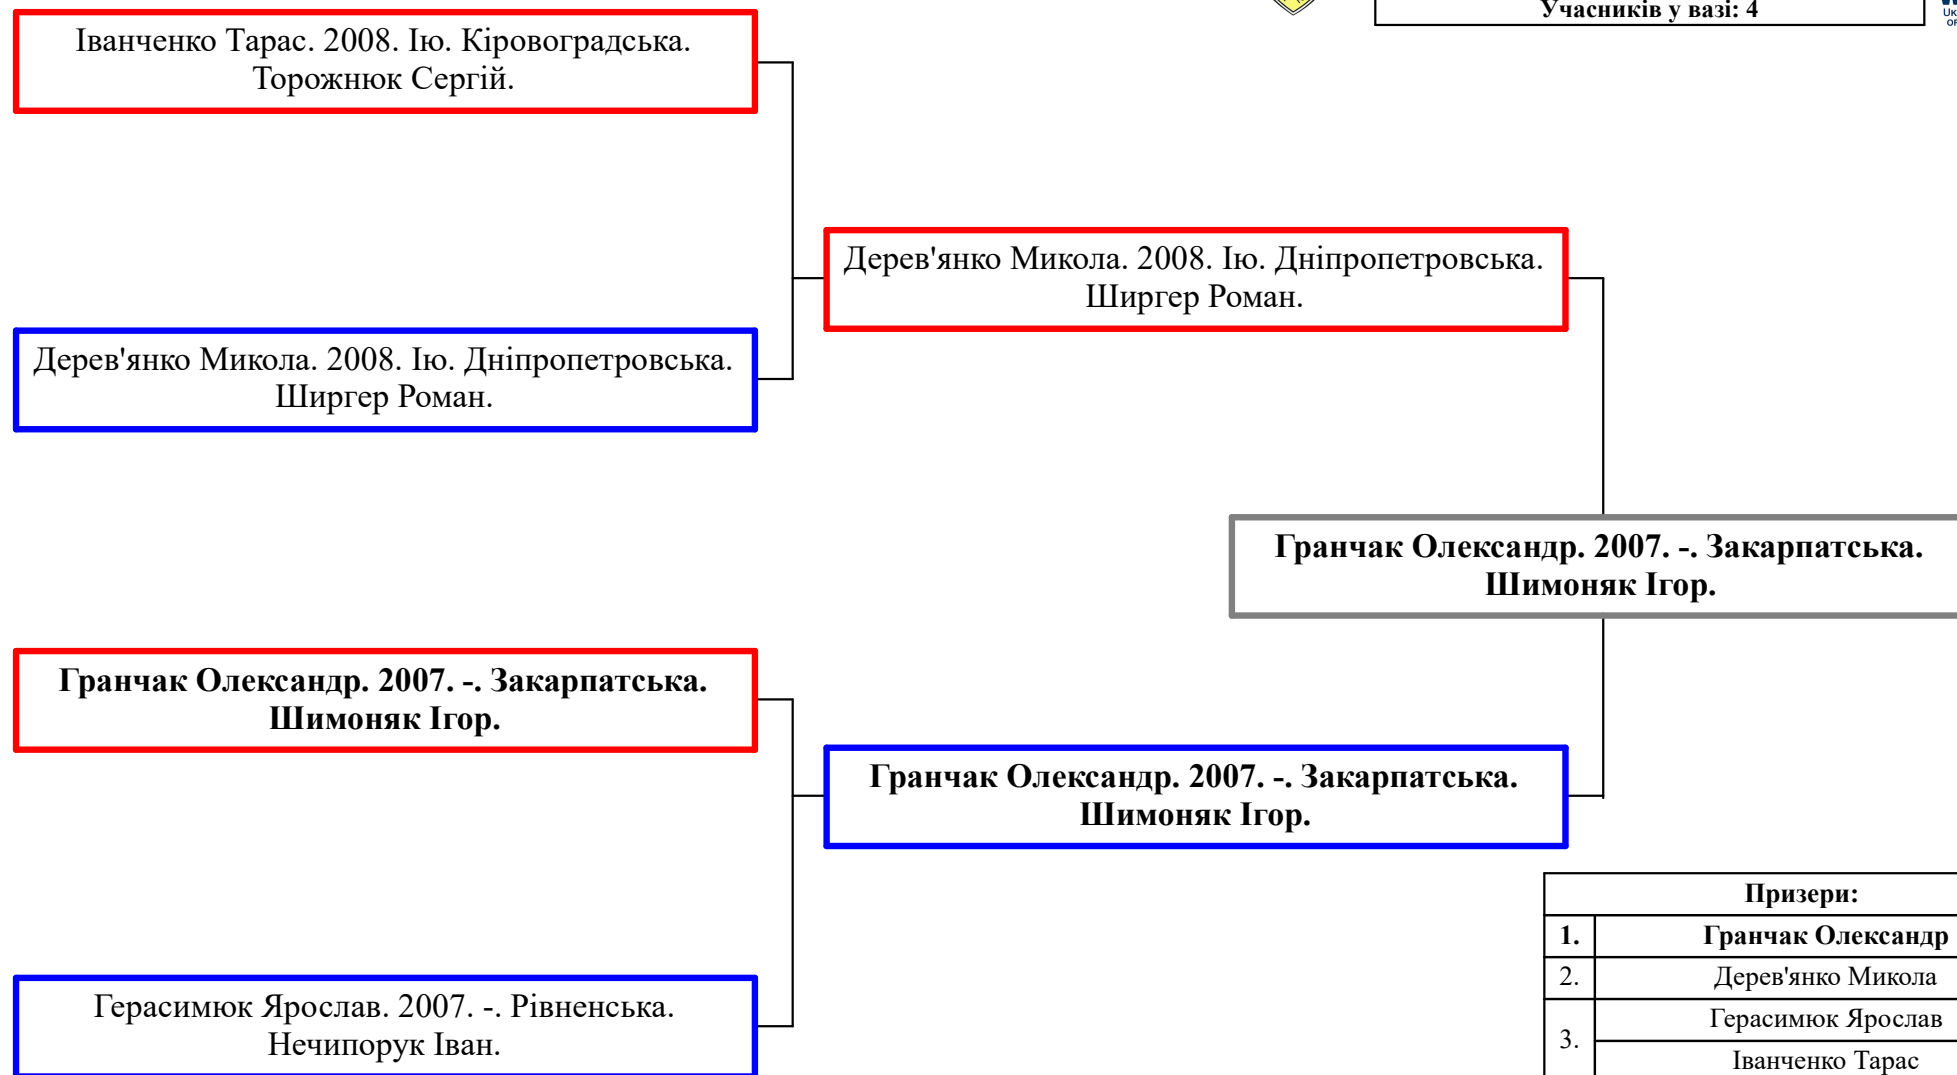 Учасників у вазі: 4
Іванченко Тарас. 2008. Ію. Кіровоградська.
Торожнюк Сергій.
Дерев'янко Микола. 2008. Ію. Дніпропетровська.
Ширгер Роман.
Дерев'янко Микола. 2008. Ію. Дніпропетровська.
Ширгер Роман.
Гранчак Олександр. 2007. -. Закарпатська.
Шимоняк Ігор.
Гранчак Олександр. 2007. -. Закарпатська.
Шимоняк Ігор.
Гранчак Олександр. 2007. -. Закарпатська.
Шимоняк Ігор.
Герасимюк Ярослав. 2007. -. Рівненська.
Нечипорук Іван.
Призери:
1. Гранчак Олександр
2. Дерев'янко Микола
3. Герасимюк Ярослав
Іванченко Тарас